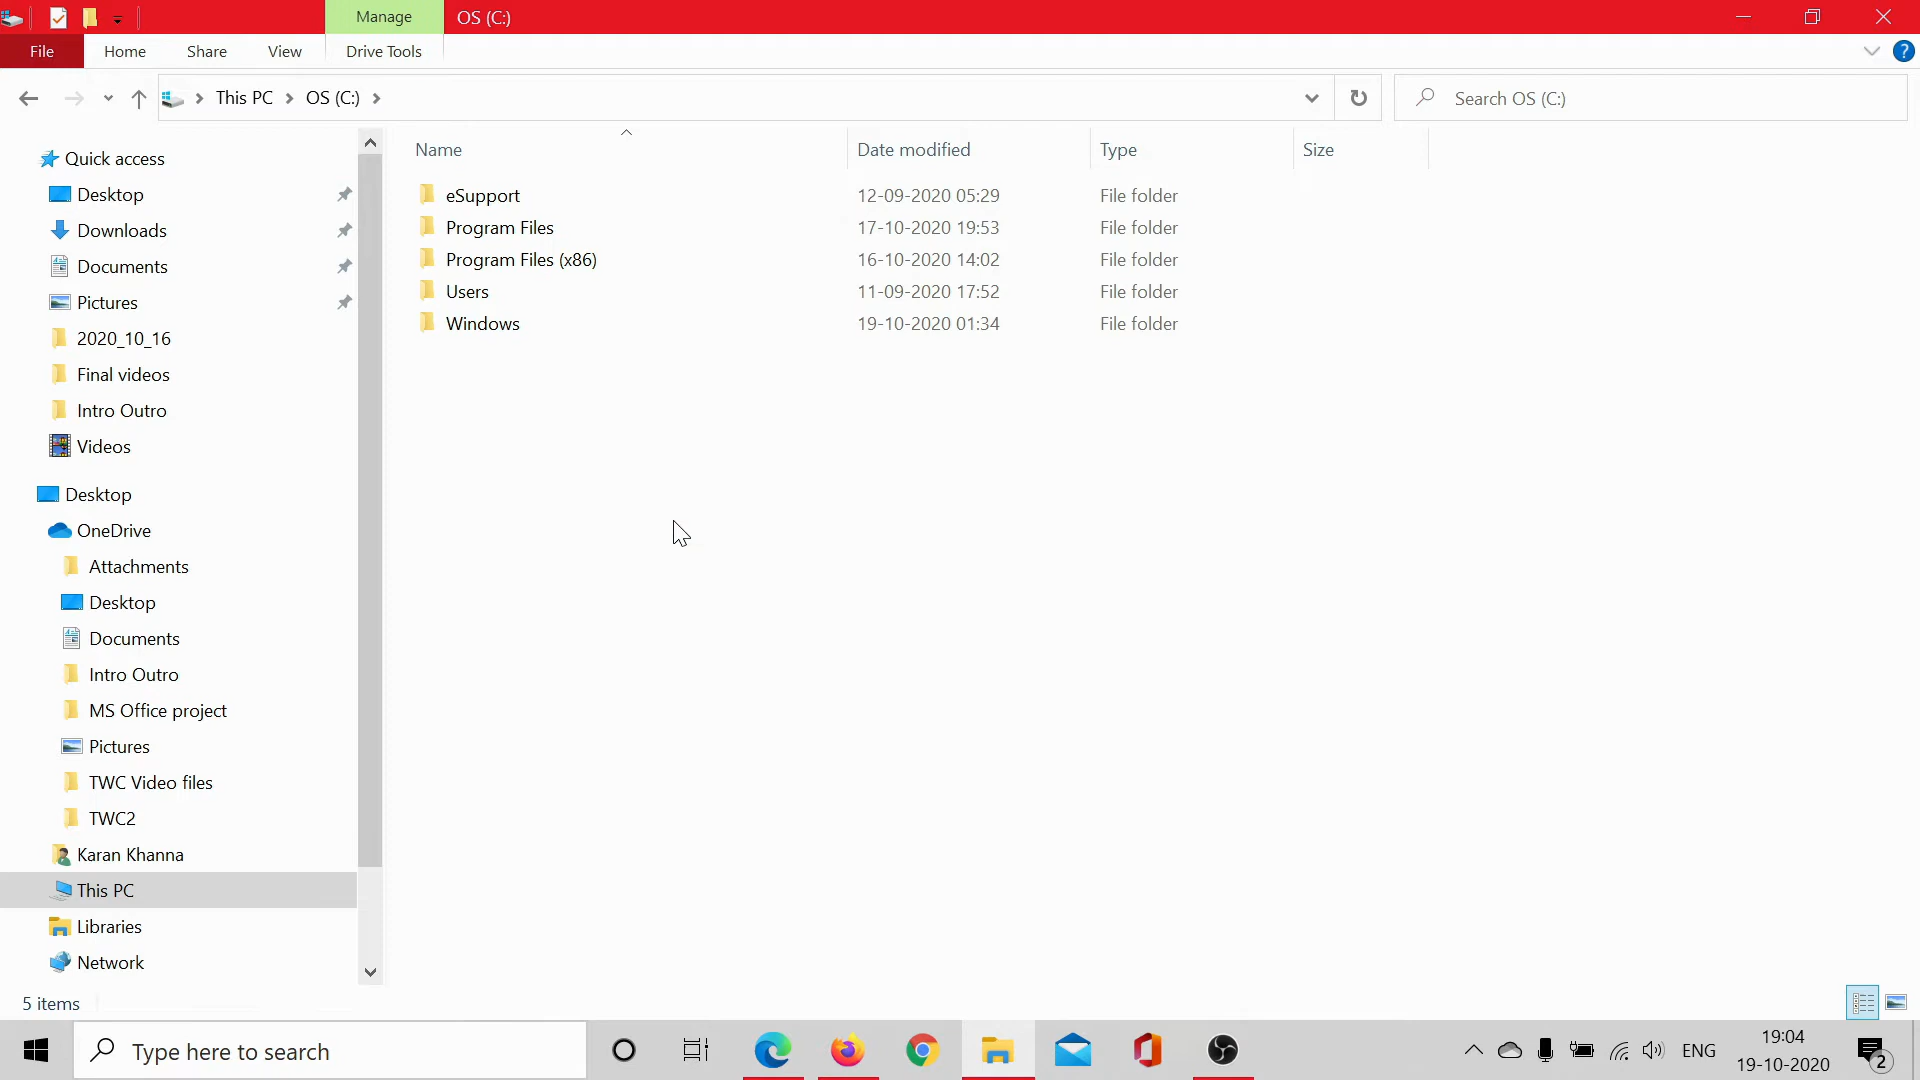 Manage
OS (C:)
File
Home
Share
View
Drive Tools
?
This PC
OS (C:)
Search OS (C:)
Name
Date modified
Type
Size
eSupport 12-09-2020 05:29 File folder
Program Files 17-10-2020 19:53 File folder
Program Files (x86) 16-10-2020 14:02 File folder
Users 11-09-2020 17:52 File folder
Windows 19-10-2020 01:34 File folder
Quick access
Desktop
Downloads
Documents
Pictures
2020_10_16
Final videos
Intro Outro
Videos
Desktop
OneDrive
Attachments
Desktop
Documents
Intro Outro
MS Office project
Pictures
TWC Video files
TWC2
Karan Khanna
This PC
Libraries
Network
5 items
Type here to search
ENG
19:04
19-10-2020
2